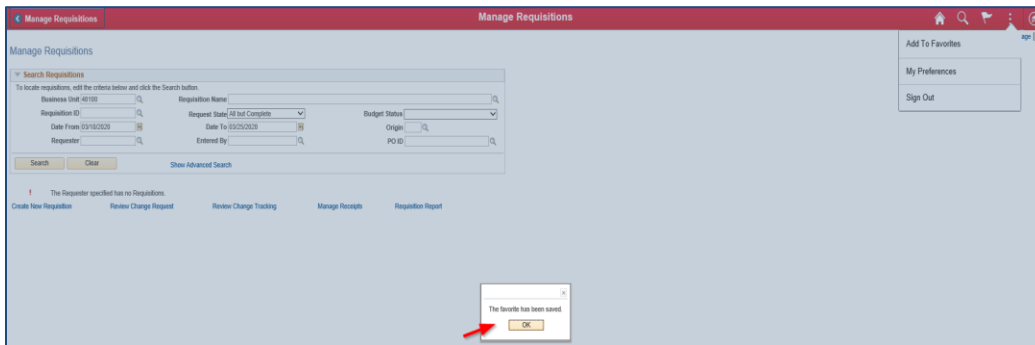 Manage Requisitions
Manage Requisitions
Add To Favorites
My Preferences
Sign Out
Manage Requisitions
Search Requisitions
To locate requisitions, edit the criteria below and click the Search button.
Business Unit 40100 Requisition Name
Requisition ID Request State All but Complete Budget Status
Date From 03/18/2020 Date To 03/25/2020 Origin
Requester Entered By PO ID
Search Clear Show Advanced Search
! The Requester specified has no Requisitions.
Create New Requisition Review Change Request Review Change Tracking Manage Receipts Requisition Report
The favorite has been saved.
OK